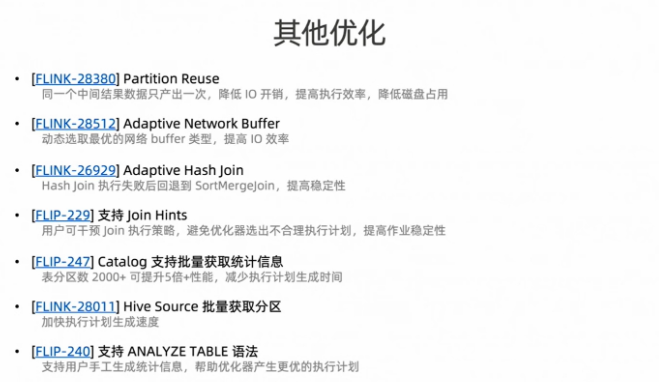 其他优化
• [FLINK-28380] Partition Reuse
同一个中间结果数据只产出一次，降低 IO 开销，提高执行效率，降低磁盘占用
• [FLINK-28512] Adaptive Network Buffer
动态选取最优的网络 buffer 类型，提高 IO 效率
• [FLINK-26929] Adaptive Hash Join
Hash Join 执行失败后回退到 SortMergeJoin，提高稳定性
• [FLIP-229] 支持 Join Hints
用户可干预 Join 执行策略，避免优化器选出不合理执行计划，提高作业稳定性
• [FLIP-247] Catalog 支持批量获取统计信息
表分区数 2000+ 可提升5倍+性能，减少执行计划生成时间
• [FLINK-28011] Hive Source 批量获取分区
加快执行计划生成速度
• [FLIP-240] 支持 ANALYZE TABLE 语法
支持用户手工生成统计信息，帮助优化器产生更优的执行计划